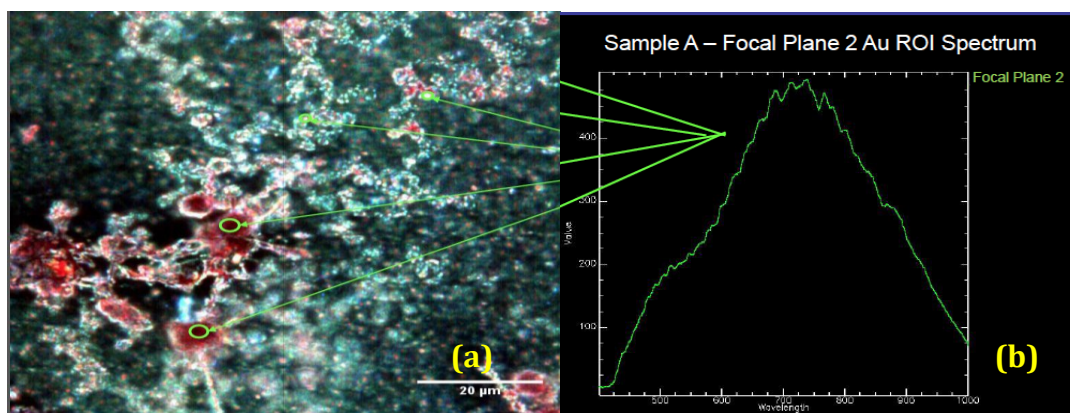 Sample A – Focal Plane 2 Au ROI Spectrum
Focal Plane 2
400
300
200
100
Value
500
600
700
800
900
1000
Wavelength
20 µm
(a)
(b)